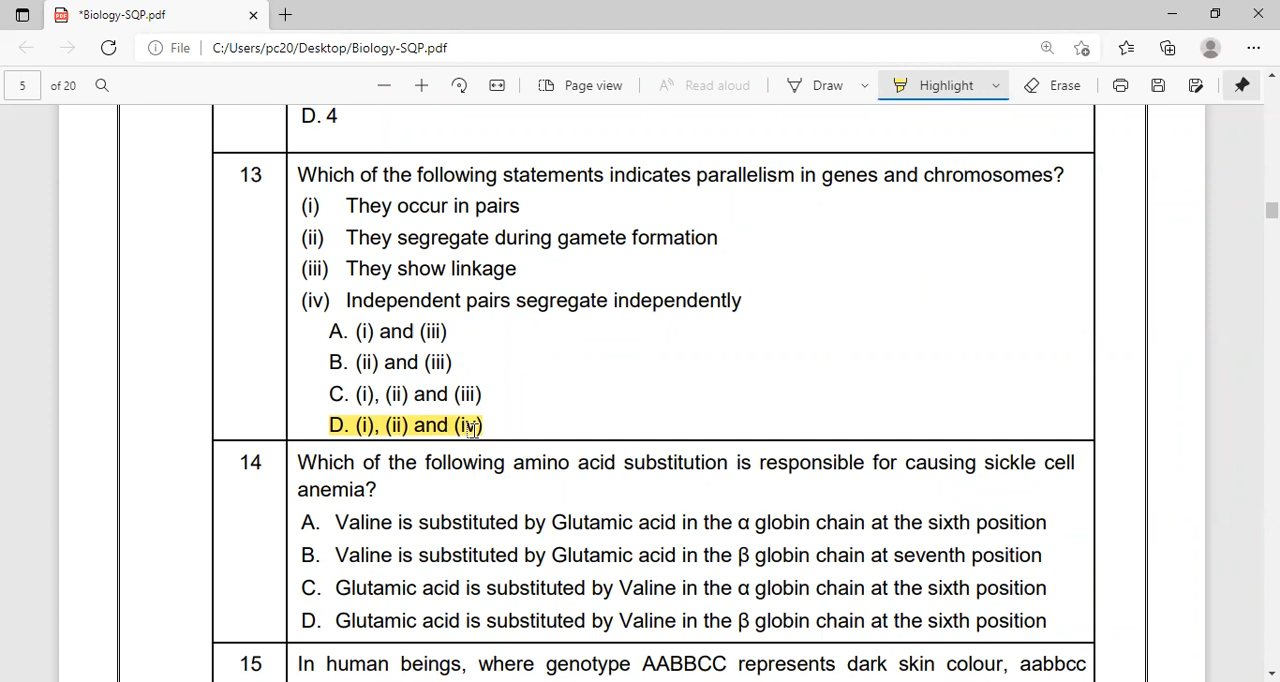 *Biology-SQP.pdf
File C:/Users/pc20/Desktop/Biology-SQP.pdf
5 of 20 Page view Read aloud Draw Highlight Erase
D. 4
13 Which of the following statements indicates parallelism in genes and chromosomes?
(i) They occur in pairs
(ii) They segregate during gamete formation
(iii) They show linkage
(iv) Independent pairs segregate independently
A. (i) and (iii)
B. (ii) and (iii)
C. (i), (ii) and (iii)
D. (i), (ii) and (iv)
14 Which of the following amino acid substitution is responsible for causing sickle cell
anemia?
A. Valine is substituted by Glutamic acid in the α globin chain at the sixth position
B. Valine is substituted by Glutamic acid in the β globin chain at seventh position
C. Glutamic acid is substituted by Valine in the α globin chain at the sixth position
D. Glutamic acid is substituted by Valine in the β globin chain at the sixth position
15 In human beings, where genotype AABBCC represents dark skin colour, aabbcc